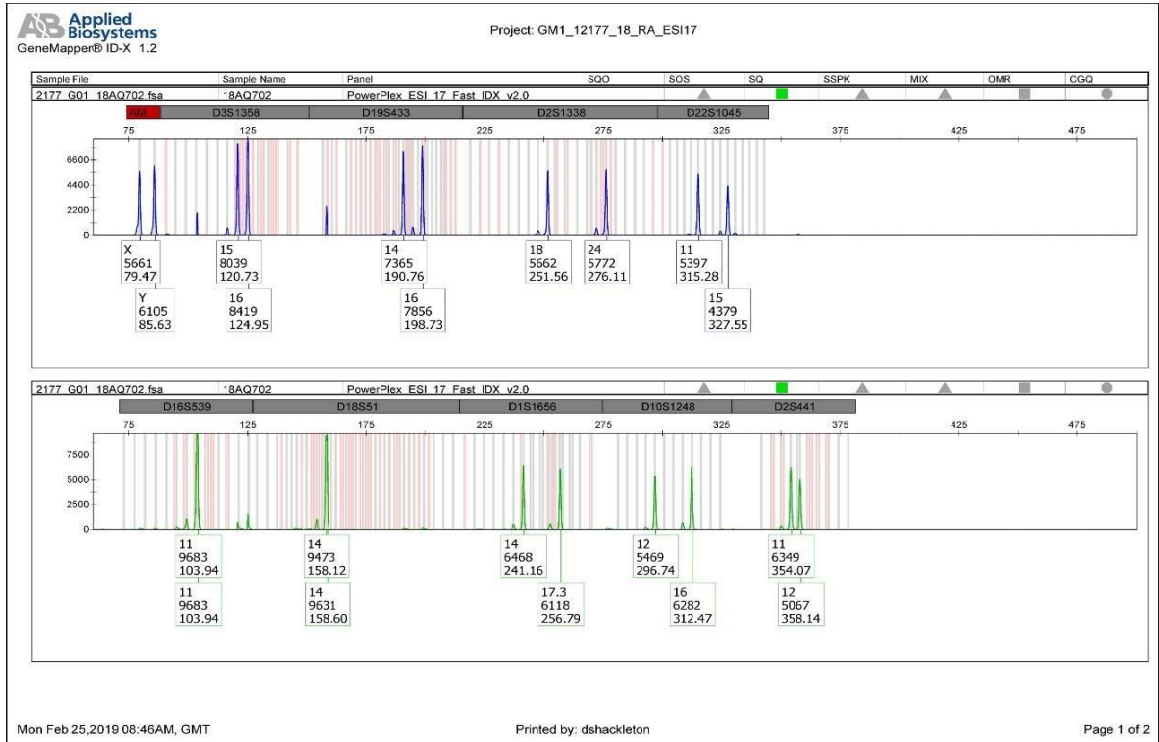 AB Applied
Biosystems
GeneMapper® ID-X 1.2
Project: GM1_12177_18_RA_ESI17
Sample File Sample Name Panel SQO SOS SQ SSPK MIX OMR CGQ
2177_G01_18AQ702.fsa 18AQ702 PowerPlex_ESI_17_Fast_IDX_v2.0
AM D3S1358 D19S433 D2S1338 D22S1045
75 125 175 225 275 325 375 425 475
6600
4400
2200
0
X 15 14 18 24 11
5661 8039 7365 5662 5772 5397
79.47 120.73 190.76 251.56 276.11 315.28
Y 16 16 15
6105 8419 7856 4379
85.63 124.95 198.73 327.55
2177_G01_18AQ702.fsa 18AQ702 PowerPlex_ESI_17_Fast_IDX_v2.0
D16S539 D18S51 D1S1656 D10S1248 D2S441
75 125 175 225 275 325 375 425 475
7500
5000
2500
0
11 14 14 12 11
9683 9473 6468 5469 6349
103.94 158.12 241.16 296.74 354.07
11 14 17.3 16 12
9683 9631 6118 6282 5067
103.94 158.60 256.79 312.47 358.14
Mon Feb 25,2019 08:46AM, GMT Printed by: dshackleton Page 1 of 2